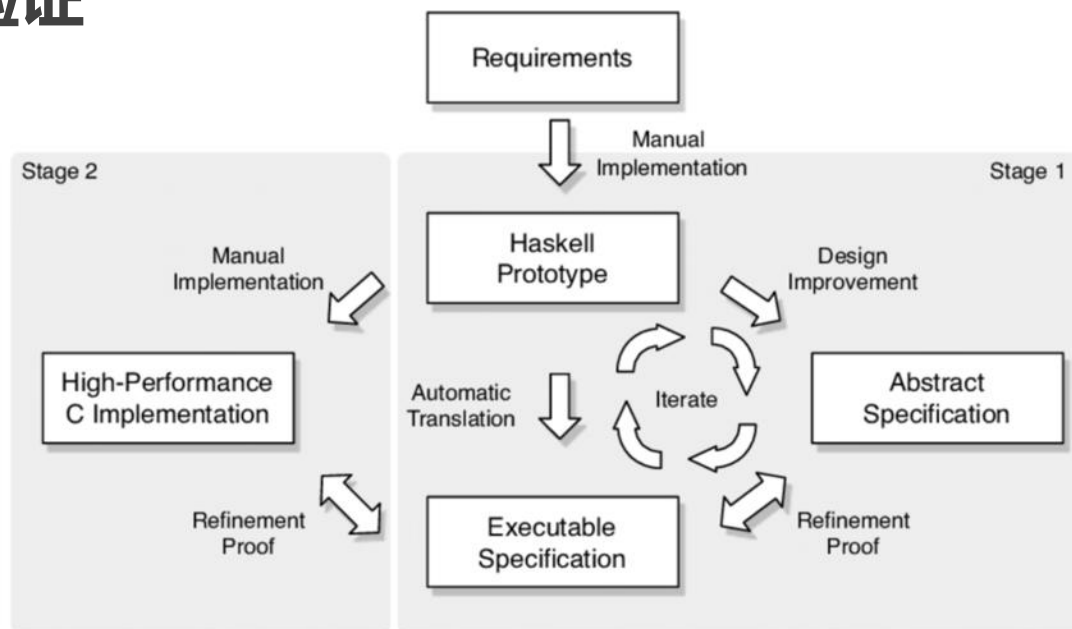 验证
Requirements
Manual
Implementation
Stage 2
Stage 1
Haskell
Prototype
Manual
Implementation
Design
Improvement
High-Performance
C Implementation
Automatic
Translation
Iterate
Abstract
Specification
Refinement
Proof
Executable
Specification
Refinement
Proof